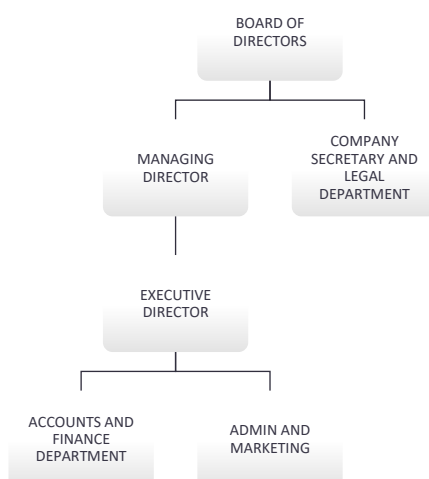 BOARD OF
DIRECTORS
MANAGING
DIRECTOR
COMPANY
SECRETARY AND
LEGAL
DEPARTMENT
EXECUTIVE
DIRECTOR
ACCOUNTS AND
FINANCE
DEPARTMENT
ADMIN AND
MARKETING